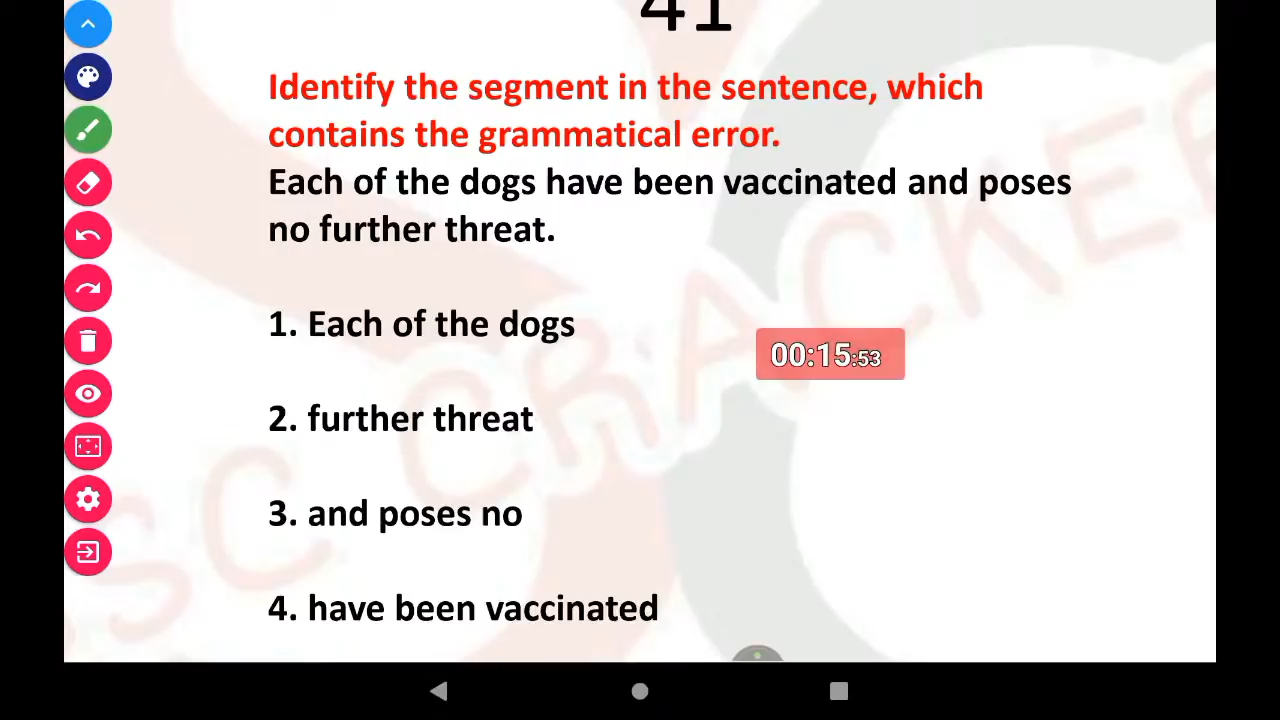 41
Identify the segment in the sentence, which
contains the grammatical error.
Each of the dogs have been vaccinated and poses
no further threat.
1. Each of the dogs
00:15:53
2. further threat
3. and poses no
4. have been vaccinated
SSC CRACKER